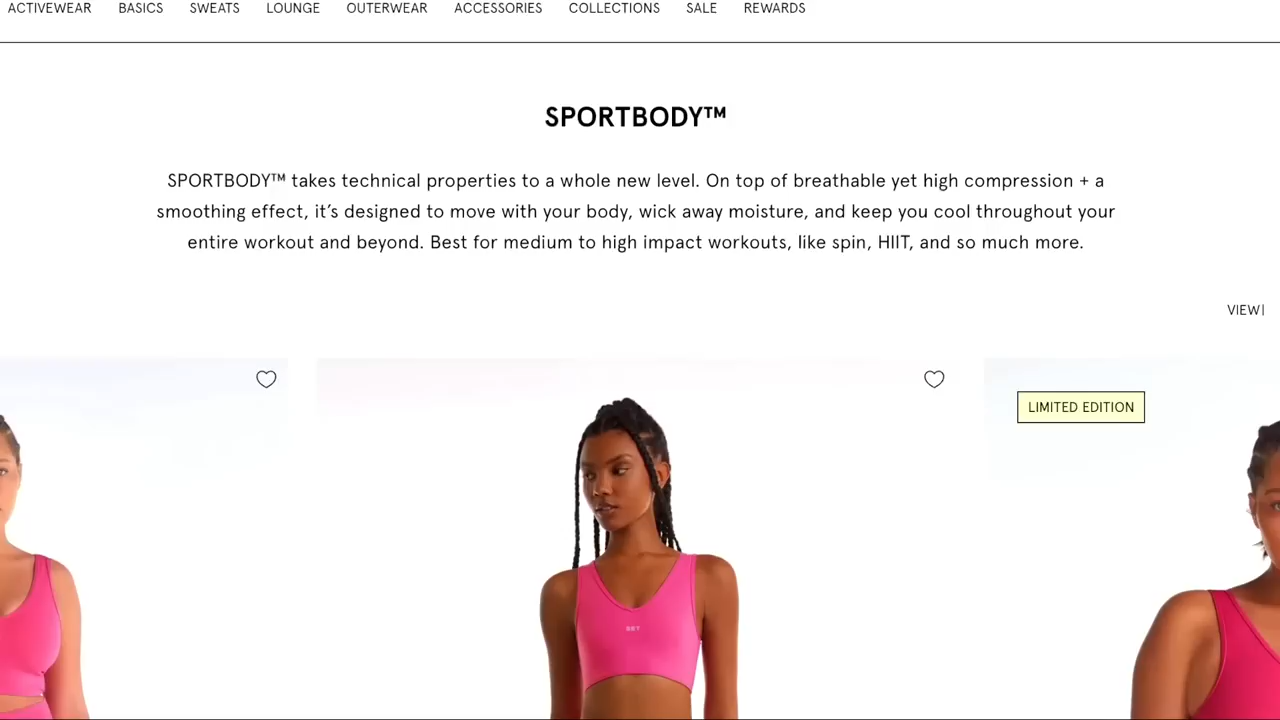 ACTIVEWEAR BASICS SWEATS LOUNGE OUTERWEAR ACCESSORIES COLLECTIONS SALE REWARDS
SPORTBODY™
SPORTBODY™ takes technical properties to a whole new level. On top of breathable yet high compression + a
smoothing effect, it’s designed to move with your body, wick away moisture, and keep you cool throughout your
entire workout and beyond. Best for medium to high impact workouts, like spin, HIIT, and so much more.
VIEW|
LIMITED EDITION